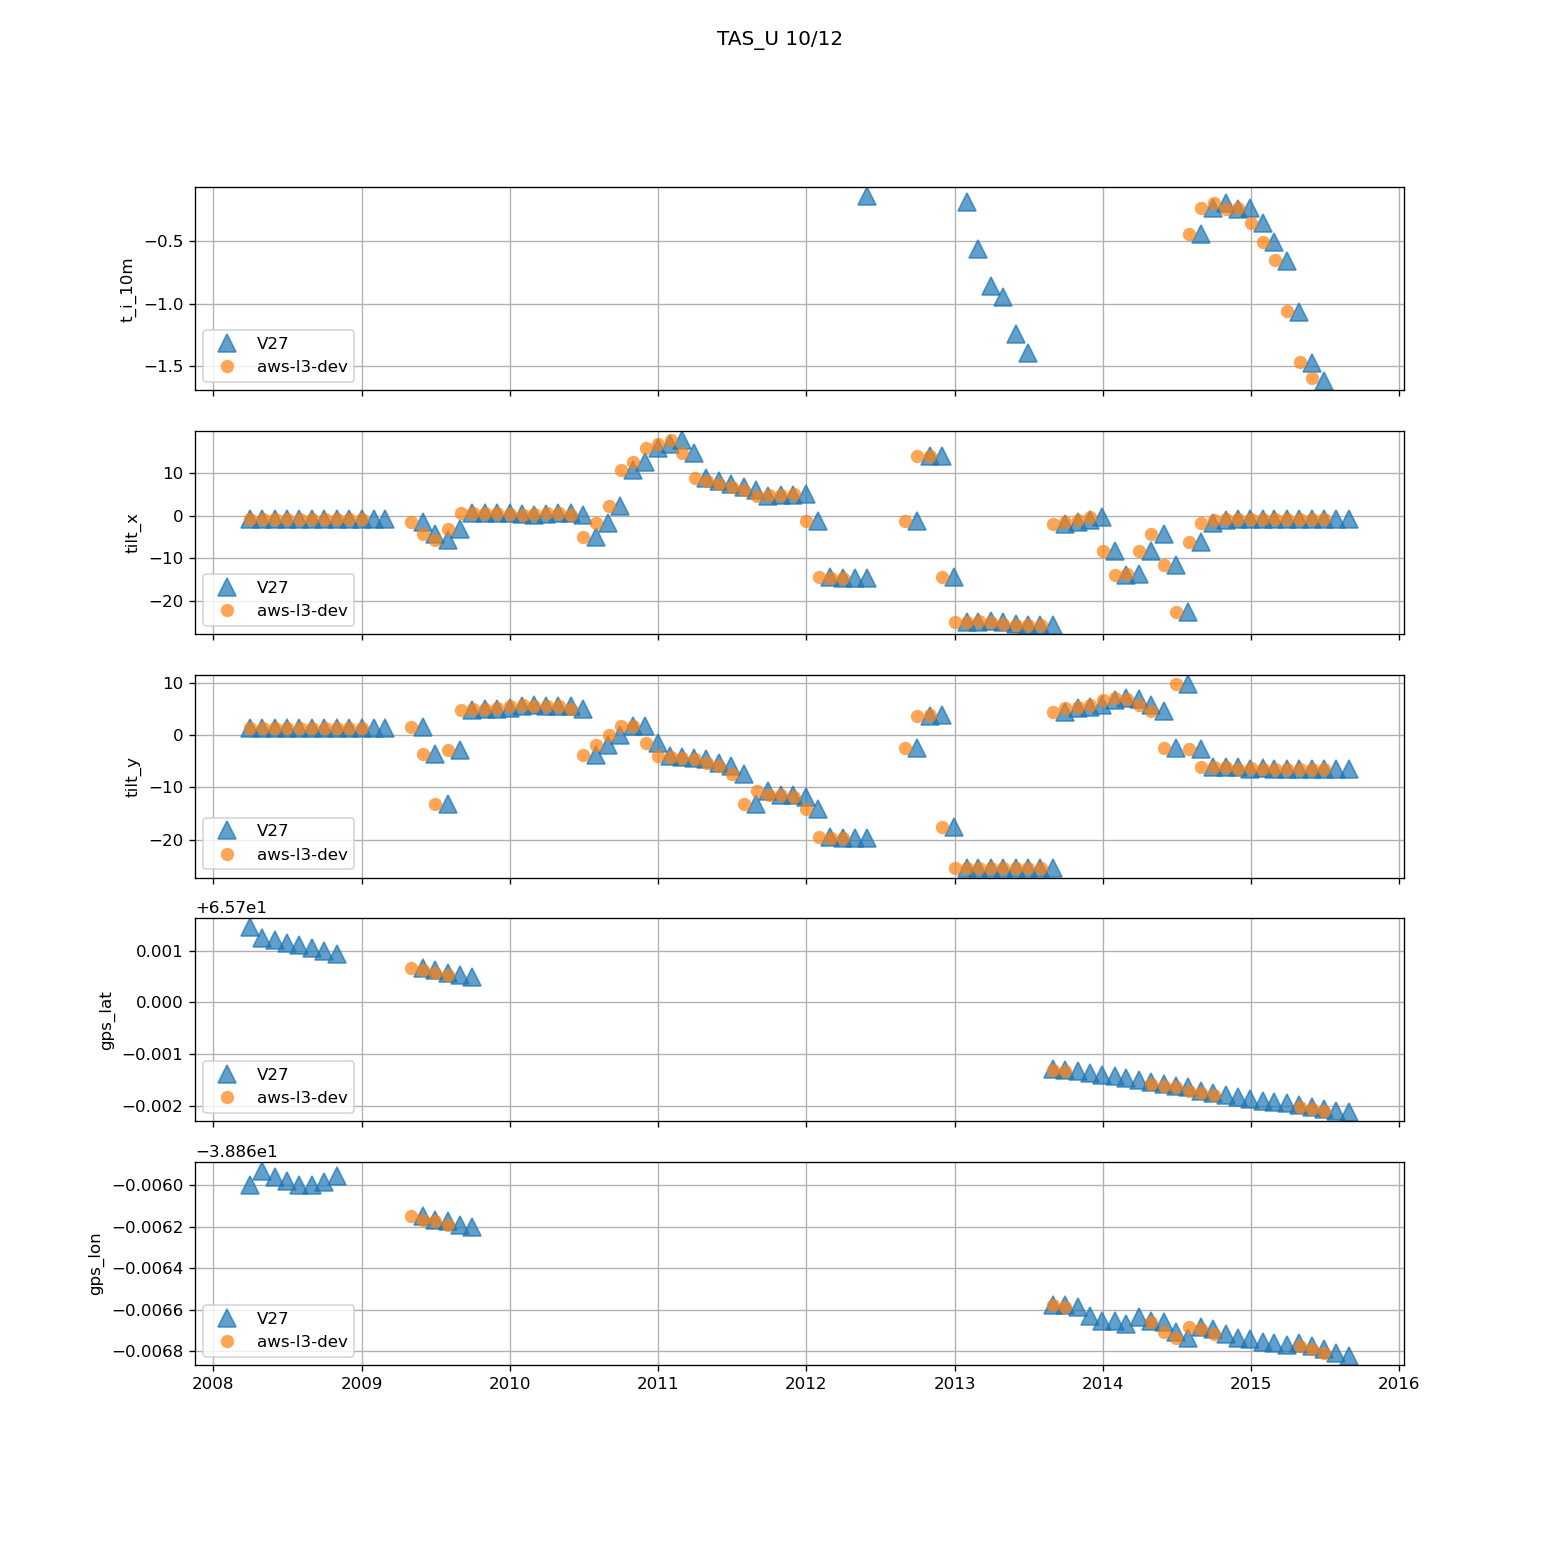 TAS_U 10/12
−0.5
−1.0
−1.5
t_i_10m
V27
aws-l3-dev
10
0
−10
−20
tilt_x
V27
aws-l3-dev
10
0
−10
−20
tilt_y
V27
aws-l3-dev
+6.57e1
0.001
0.000
−0.001
−0.002
gps_lat
V27
aws-l3-dev
−3.886e1
−0.0060
−0.0062
−0.0064
−0.0066
−0.0068
gps_lon
V27
aws-l3-dev
2008 2009 2010 2011 2012 2013 2014 2015 2016